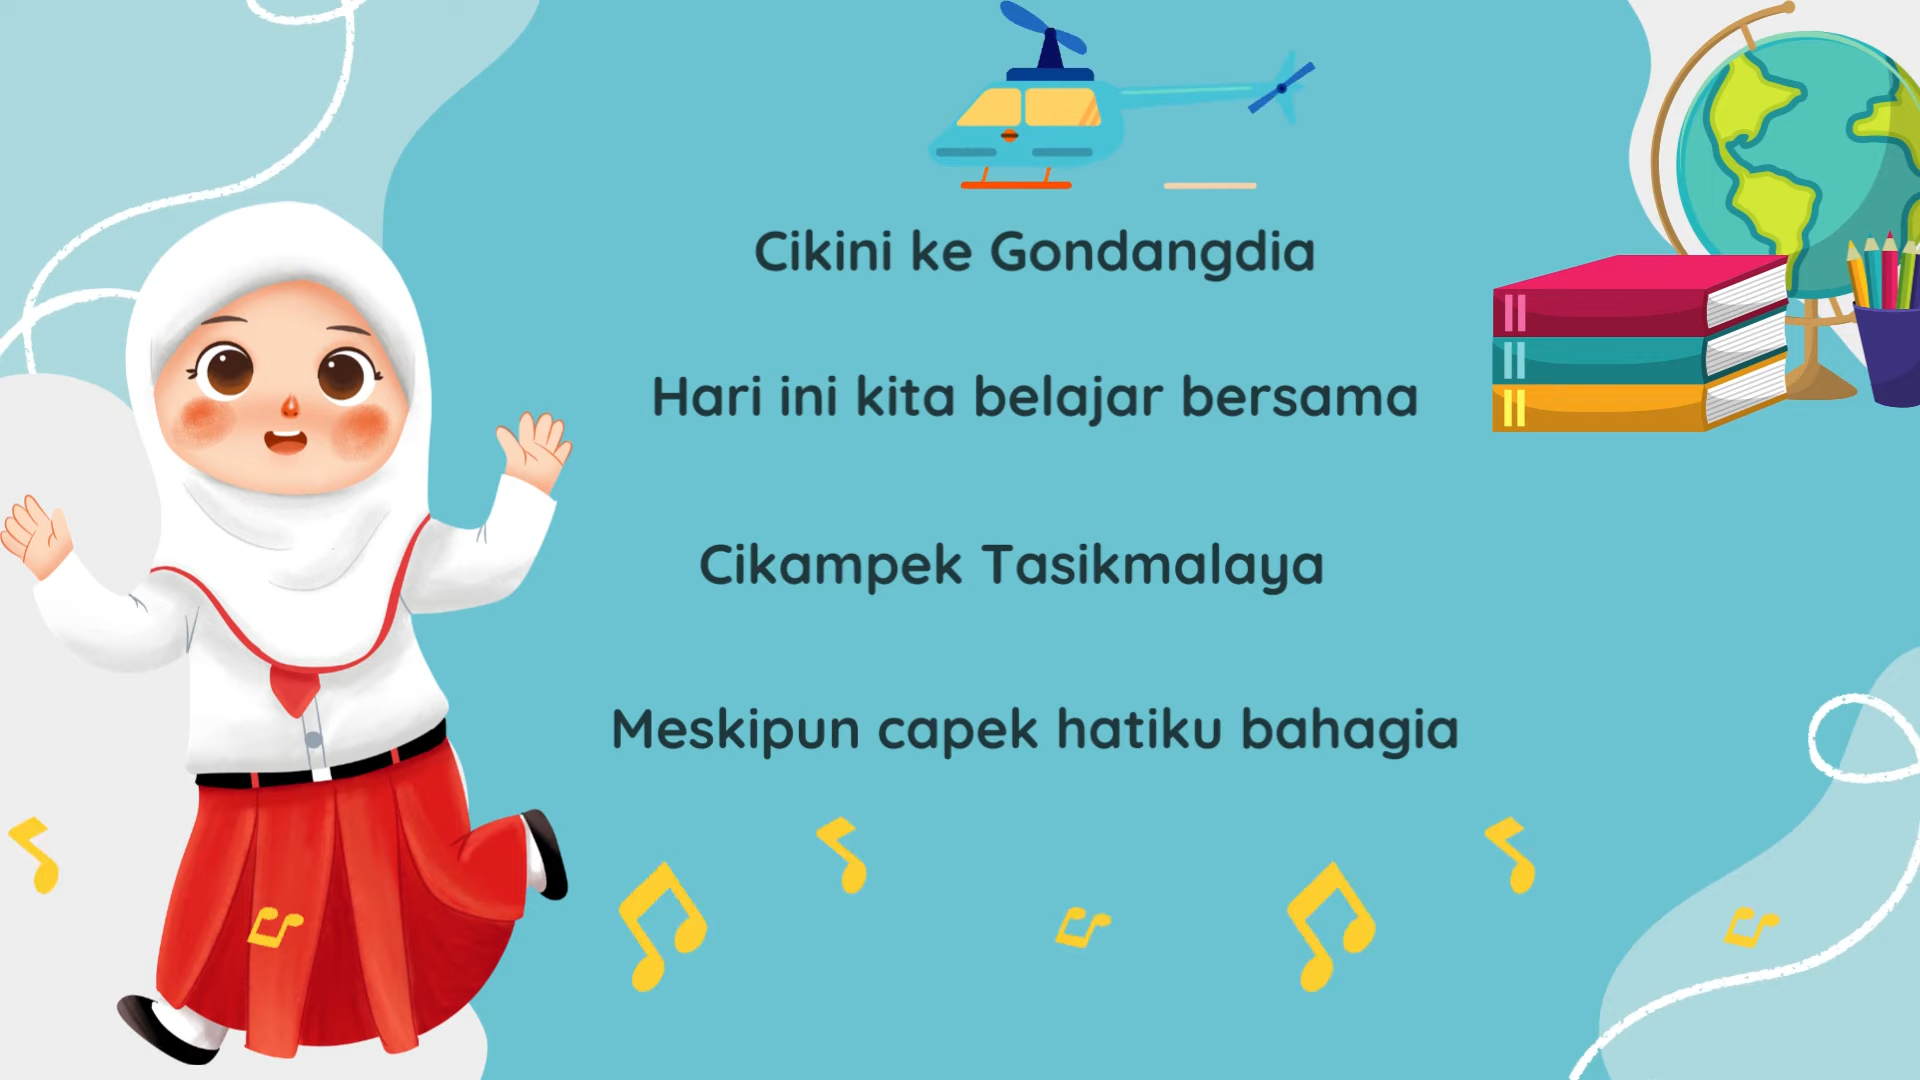 Cikini ke Gondangdia
Hari ini kita belajar bersama
Cikampek Tasikmalaya
Meskipun capek hatiku bahagia